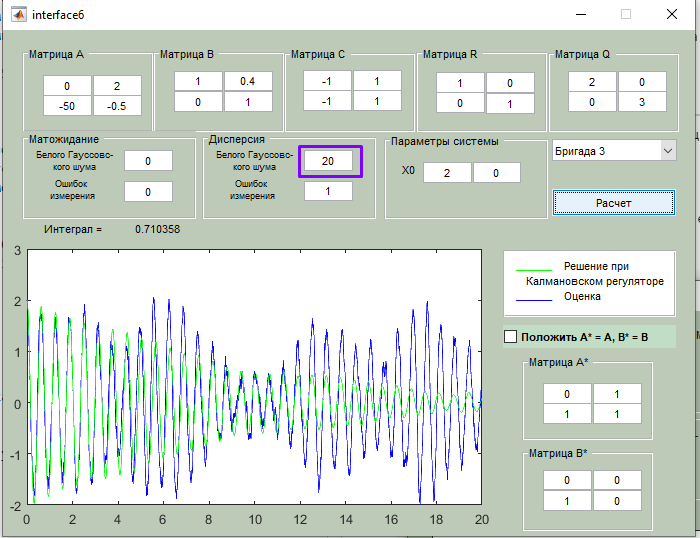 interface6
Матрица A
0 2
-50 -0.5
Матрица B
1 0.4
0 1
Матрица C
-1 1
-1 1
Матрица R
1 0
0 1
Матрица Q
2 0
0 3
Матожидание
Белого Гауссовс-
кого шума
0
Ошибок
измерения
0
Дисперсия
Белого Гауссовс-
кого шума
20
Ошибок
измерения
1
Параметры системы
X0
2 0
Бригада 3
Расчет
Интеграл = 0.710358
3
2
1
0
-1
-2
0 2 4 6 8 10 12 14 16 18 20
Решение при
Калмановском регуляторе
Оценка
Положить A* = A, B* = B
Матрица A*
0 1
1 1
Матрица B*
0 0
1 0